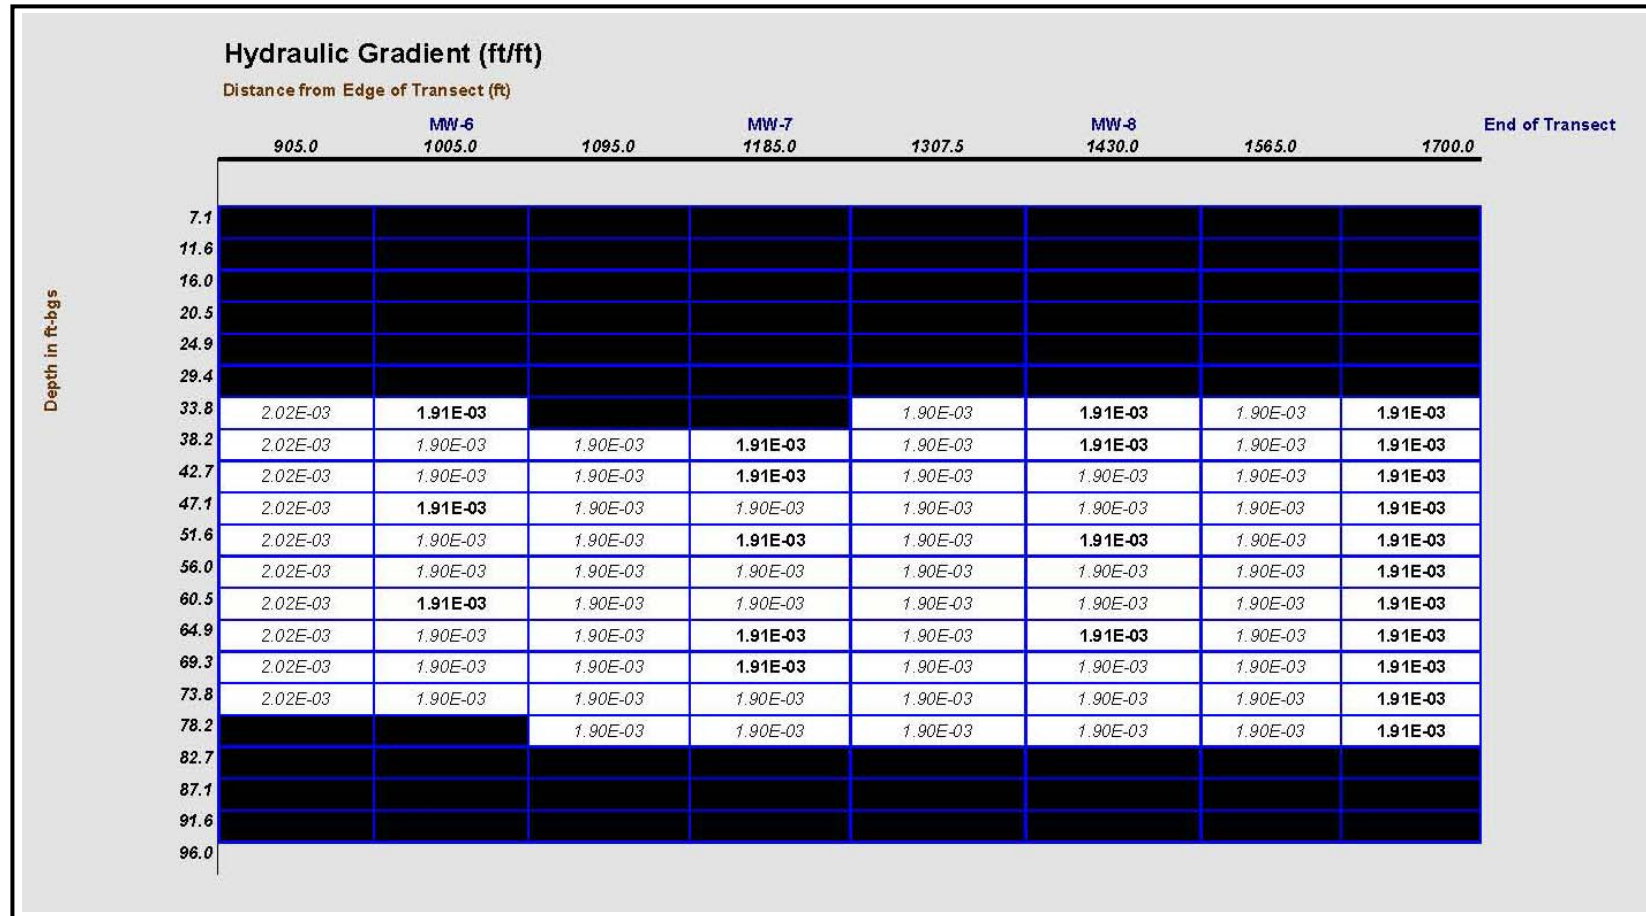 Hydraulic Gradient (ft/ft)
Distance from Edge of Transect (ft)
MW-6 MW-7 MW-8 End of Transect
905.0 1005.0 1095.0 1185.0 1307.5 1430.0 1565.0 1700.0
Depth in ft-bgs
7.1
11.6
16.0
20.5
24.9
29.4
33.8
2.02E-03 1.91E-03 1.90E-03 1.91E-03 1.90E-03 1.91E-03
38.2
2.02E-03 1.90E-03 1.90E-03 1.91E-03 1.90E-03 1.91E-03 1.90E-03 1.91E-03
42.7
2.02E-03 1.90E-03 1.90E-03 1.91E-03 1.90E-03 1.90E-03 1.90E-03 1.91E-03
47.1
2.02E-03 1.91E-03 1.90E-03 1.90E-03 1.90E-03 1.90E-03 1.90E-03 1.91E-03
51.6
2.02E-03 1.90E-03 1.90E-03 1.91E-03 1.90E-03 1.91E-03 1.90E-03 1.91E-03
56.0
2.02E-03 1.90E-03 1.90E-03 1.90E-03 1.90E-03 1.90E-03 1.90E-03 1.91E-03
60.5
2.02E-03 1.91E-03 1.90E-03 1.90E-03 1.90E-03 1.90E-03 1.90E-03 1.91E-03
64.9
2.02E-03 1.90E-03 1.90E-03 1.91E-03 1.90E-03 1.91E-03 1.90E-03 1.91E-03
69.3
2.02E-03 1.90E-03 1.90E-03 1.91E-03 1.90E-03 1.90E-03 1.90E-03 1.91E-03
73.8
2.02E-03 1.90E-03 1.90E-03 1.90E-03 1.90E-03 1.90E-03 1.90E-03 1.91E-03
78.2
1.90E-03 1.90E-03 1.90E-03 1.90E-03 1.90E-03 1.91E-03
82.7
87.1
91.6
96.0